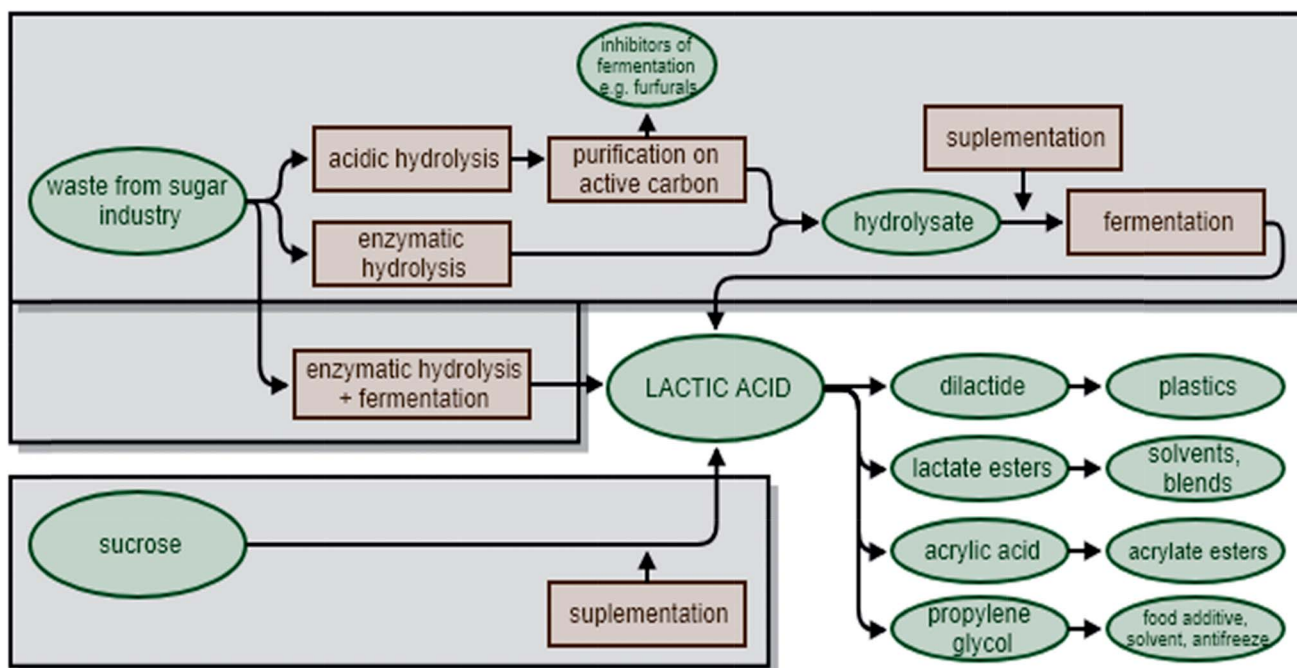 inhibitors of
fermentation
e.g. furfurals
suplementation
acidic hydrolysis
purification on
active carbon
waste from sugar
industry
hydrolysate
fermentation
enzymatic
hydrolysis
enzymatic hydrolysis
+ fermentation
LACTIC ACID
dilactide
plastics
lactate esters
solvents,
blends
sucrose
acrylic acid
acrylate esters
suplementation
propylene
glycol
food additive,
solvent, antifreeze